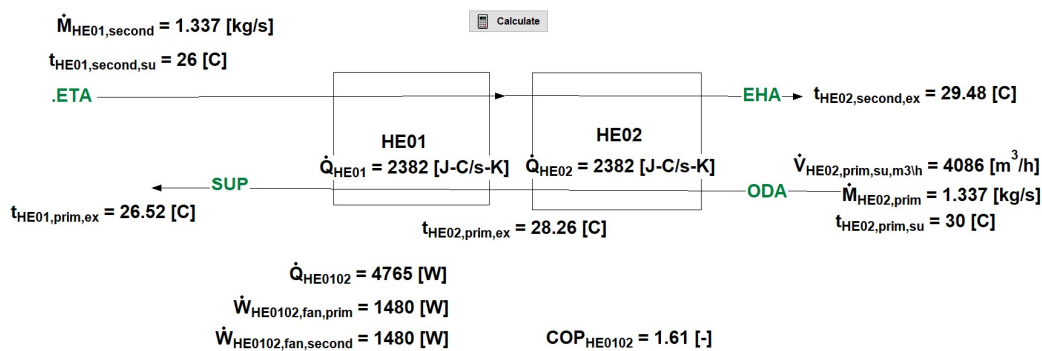 Ṁ_HE01,second = 1.337 [kg/s]
Calculate
t_HE01,second,su = 26 [C]
.ETA
EHA
t_HE02,second,ex = 29.48 [C]
HE01
HE02
Q̇_HE01 = 2382 [J-C/s-K]
Q̇_HE02 = 2382 [J-C/s-K]
V̇_HE02,prim,su,m3\h = 4086 [m³/h]
SUP
ODA
Ṁ_HE02,prim = 1.337 [kg/s]
t_HE01,prim,ex = 26.52 [C]
t_HE02,prim,ex = 28.26 [C]
t_HE02,prim,su = 30 [C]
Q̇_HE0102 = 4765 [W]
Ẇ_HE0102,fan,prim = 1480 [W]
Ẇ_HE0102,fan,second = 1480 [W]
COP_HE0102 = 1.61 [-]